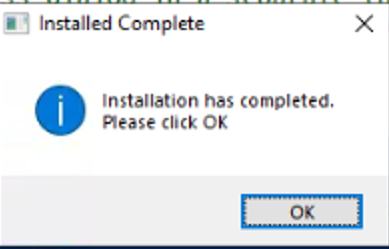 Installed Complete
Installation has completed.
Please click OK
OK